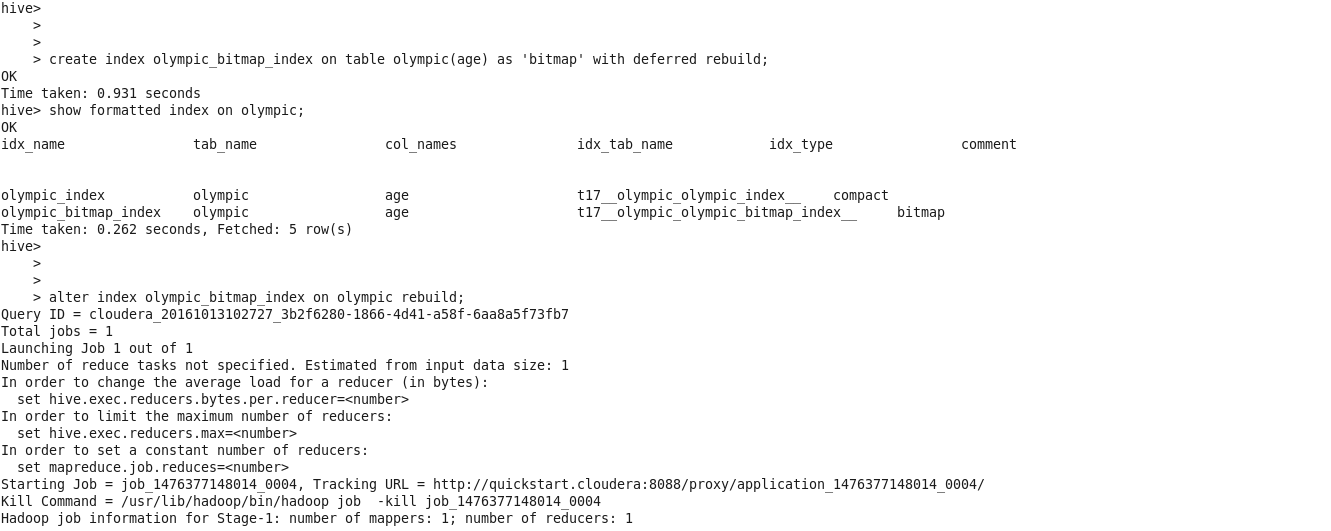 hive>
    >
    >
    > create index olympic_bitmap_index on table olympic(age) as 'bitmap' with deferred rebuild;
OK
Time taken: 0.931 seconds
hive> show formatted index on olympic;
OK
idx_name                tab_name                col_names               idx_tab_name            idx_type                comment
olympic_index           olympic                 age                     t17__olympic_olympic_index__    compact
olympic_bitmap_index    olympic                 age                     t17__olympic_olympic_bitmap_index__     bitmap
Time taken: 0.262 seconds, Fetched: 5 row(s)
hive>
    >
    >
    > alter index olympic_bitmap_index on olympic rebuild;
Query ID = cloudera_20161013102727_3b2f6280-1866-4d41-a58f-6aa8a5f73fb7
Total jobs = 1
Launching Job 1 out of 1
Number of reduce tasks not specified. Estimated from input data size: 1
In order to change the average load for a reducer (in bytes):
  set hive.exec.reducers.bytes.per.reducer=<number>
In order to limit the maximum number of reducers:
  set hive.exec.reducers.max=<number>
In order to set a constant number of reducers:
  set mapreduce.job.reduces=<number>
Starting Job = job_1476377148014_0004, Tracking URL = http://quickstart.cloudera:8088/proxy/application_1476377148014_0004/
Kill Command = /usr/lib/hadoop/bin/hadoop job  -kill job_1476377148014_0004
Hadoop job information for Stage-1: number of mappers: 1; number of reducers: 1